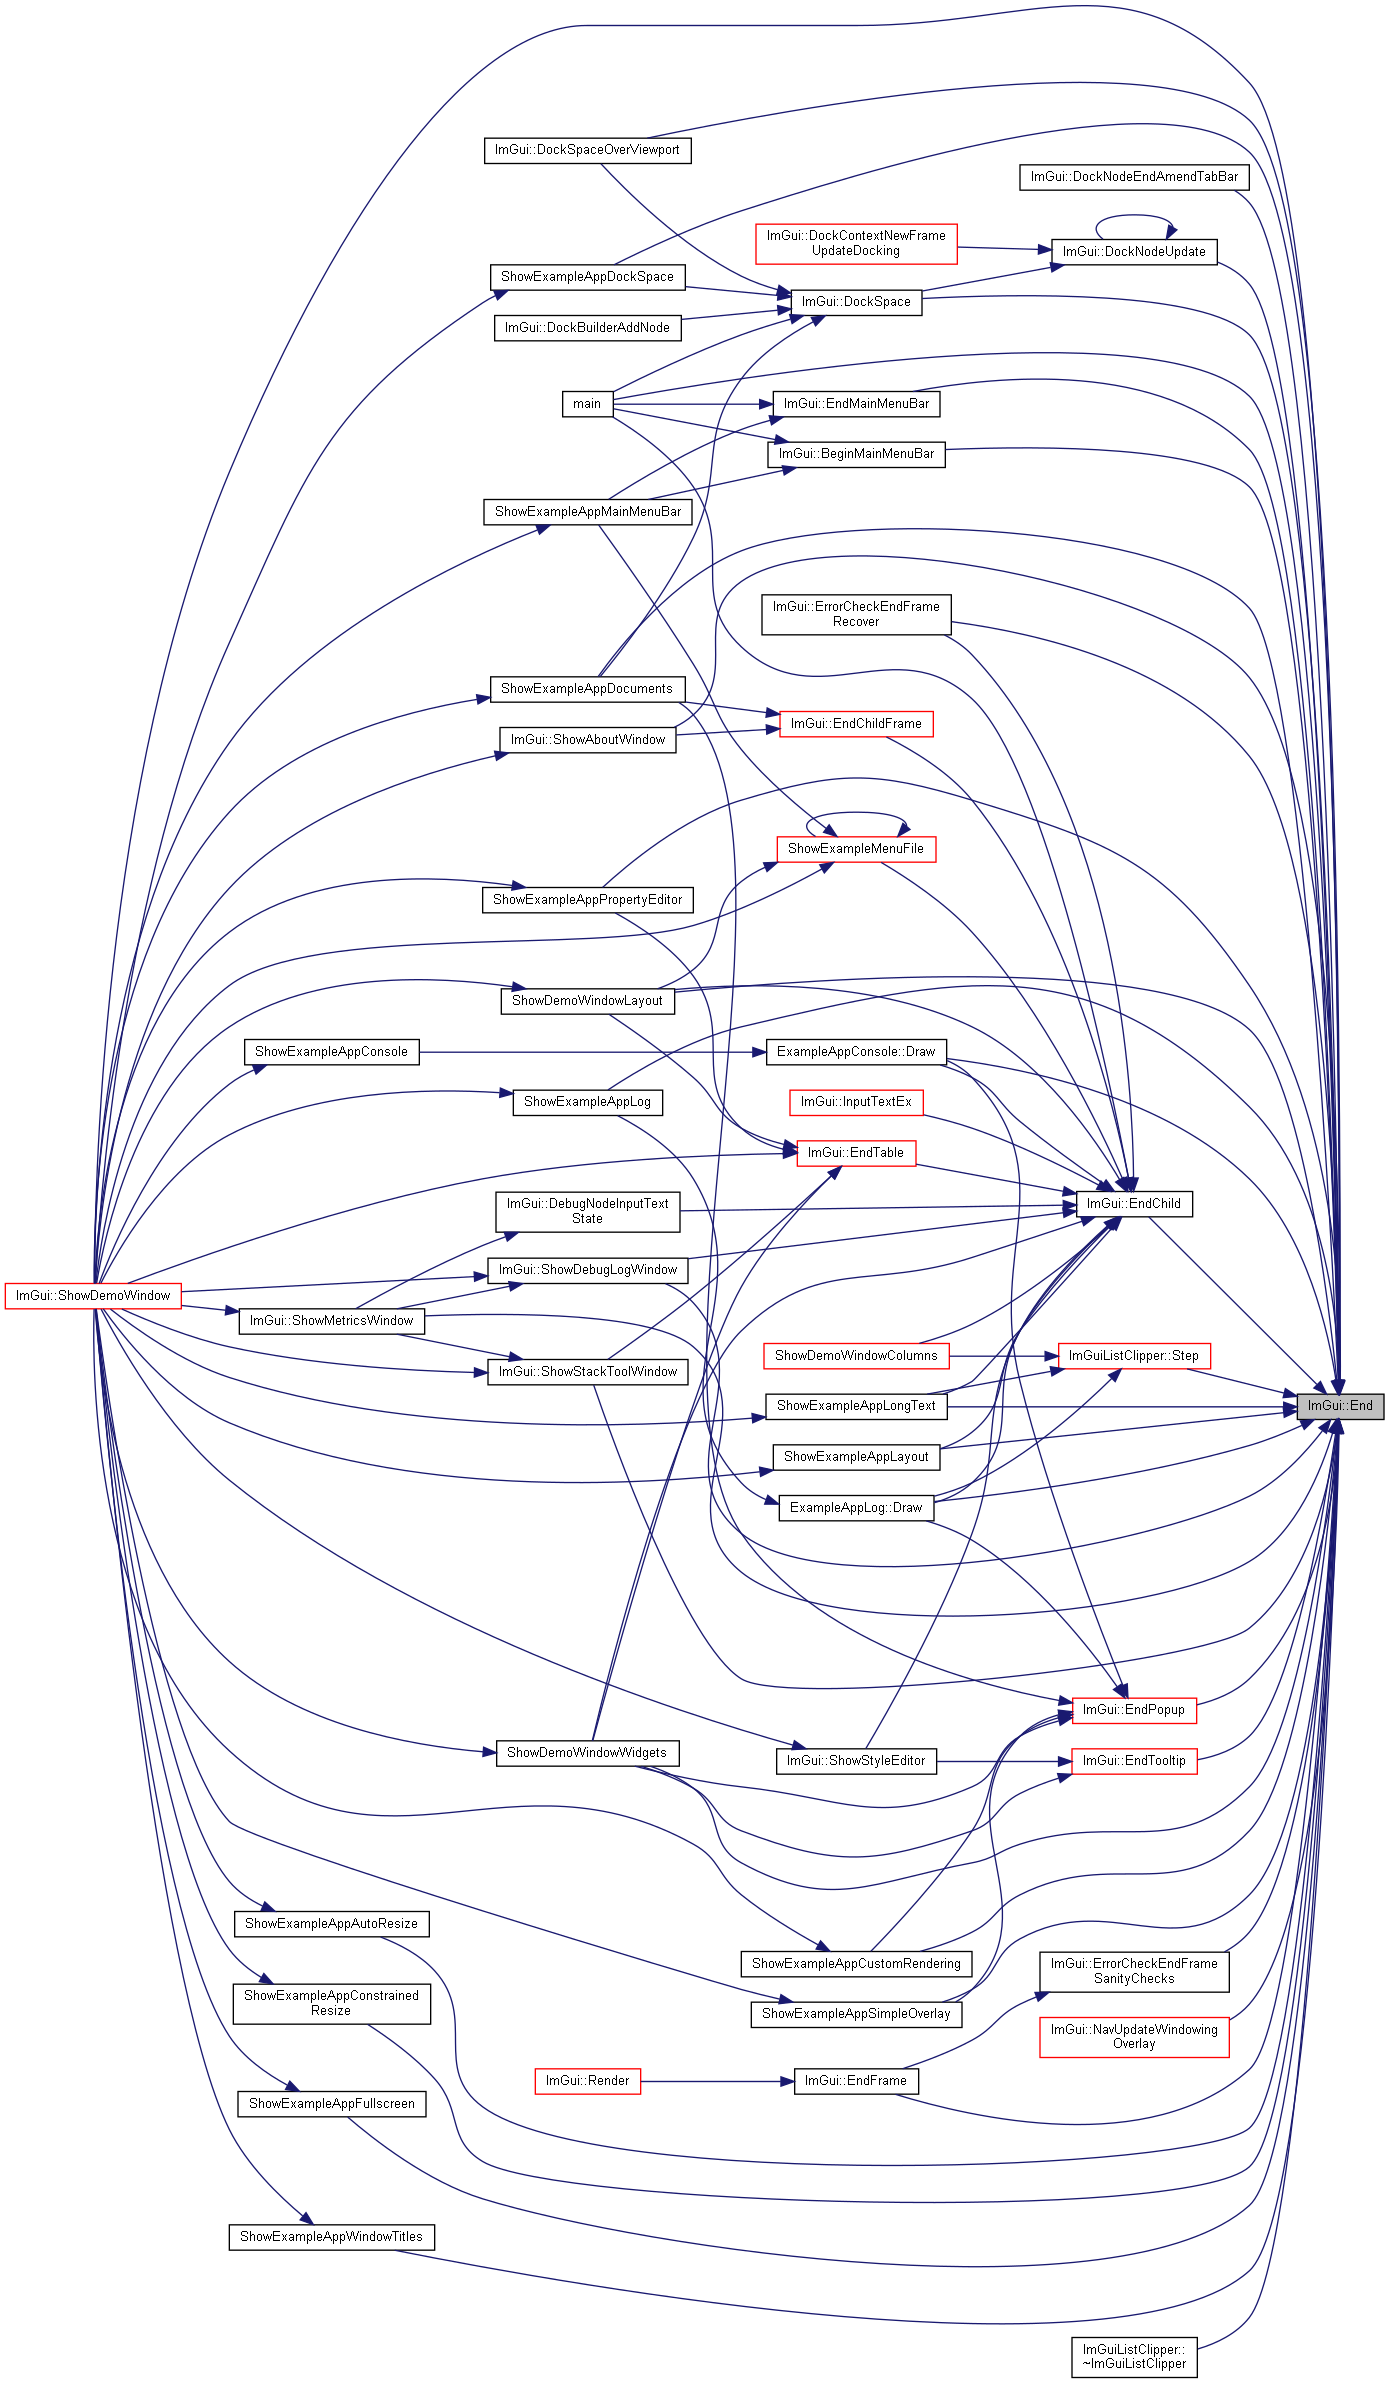 ImGui::DockSpaceOverViewport
ImGui::DockNodeEndAmendTabBar
ImGui::DockContextNewFrame
UpdateDocking
ImGui::DockNodeUpdate
ShowExampleAppDockSpace
ImGui::DockSpace
ImGui::DockBuilderAddNode
main
ImGui::EndMainMenuBar
ImGui::BeginMainMenuBar
ShowExampleAppMainMenuBar
ImGui::ErrorCheckEndFrame
Recover
ShowExampleAppDocuments
ImGui::EndChildFrame
ImGui::ShowAboutWindow
ShowExampleMenuFile
ShowExampleAppPropertyEditor
ShowDemoWindowLayout
ShowExampleAppConsole
ExampleAppConsole::Draw
ShowExampleAppLog
ImGui::InputTextEx
ImGui::EndTable
ImGui::DebugNodeInputText
State
ImGui::EndChild
ImGui::ShowDebugLogWindow
ImGui::ShowDemoWindow
ImGui::ShowMetricsWindow
ShowDemoWindowColumns
ImGuiListClipper::Step
ImGui::ShowStackToolWindow
ShowExampleAppLongText
ImGui::End
ShowExampleAppLayout
ExampleAppLog::Draw
ImGui::EndPopup
ShowDemoWindowWidgets
ImGui::ShowStyleEditor
ImGui::EndTooltip
ShowExampleAppAutoResize
ShowExampleAppCustomRendering
ImGui::ErrorCheckEndFrame
SanityChecks
ShowExampleAppConstrained
Resize
ShowExampleAppSimpleOverlay
ImGui::NavUpdateWindowing
Overlay
ImGui::Render
ImGui::EndFrame
ShowExampleAppFullscreen
ShowExampleAppWindowTitles
ImGuiListClipper::
~ImGuiListClipper